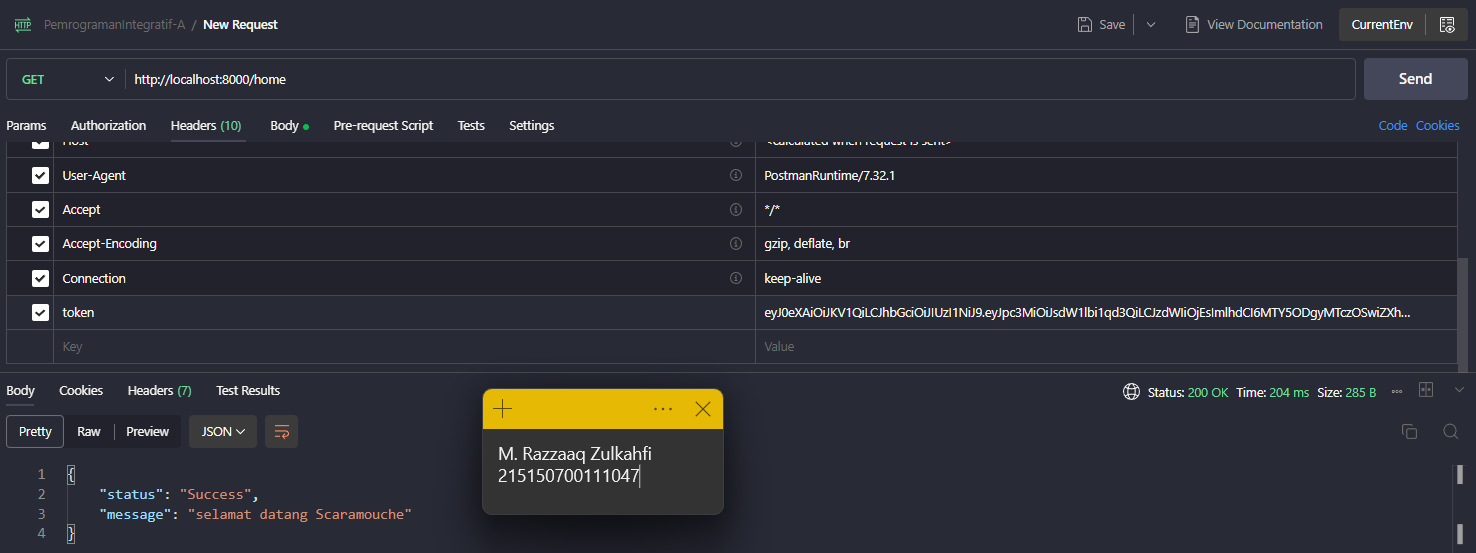 PemrogramanIntegratif-A / New Request
Save
View Documentation
CurrentEnv
GET
http://localhost:8000/home
Send
Params Authorization Headers (10) Body Pre-request Script Tests Settings
Code Cookies
Host <calculated when request is sent>
User-Agent PostmanRuntime/7.32.1
Accept */*
Accept-Encoding gzip, deflate, br
Connection keep-alive
token eyJ0eXAiOiJKV1QiLCJhbGciOiJIUzI1NiJ9.eyJpc3MiOiJsdW1lbi1qd3QiLCJzdWIiOjEsImlhdCI6MTY5ODgyMTczOSwiZXh...
Key Value
Body Cookies Headers (7) Test Results
Status: 200 OK Time: 204 ms Size: 285 B
Pretty Raw Preview JSON
M. Razzaaq Zulkahfi
215150700111047
1 {
2 "status": "Success",
3 "message": "selamat datang Scaramouche"
4 }